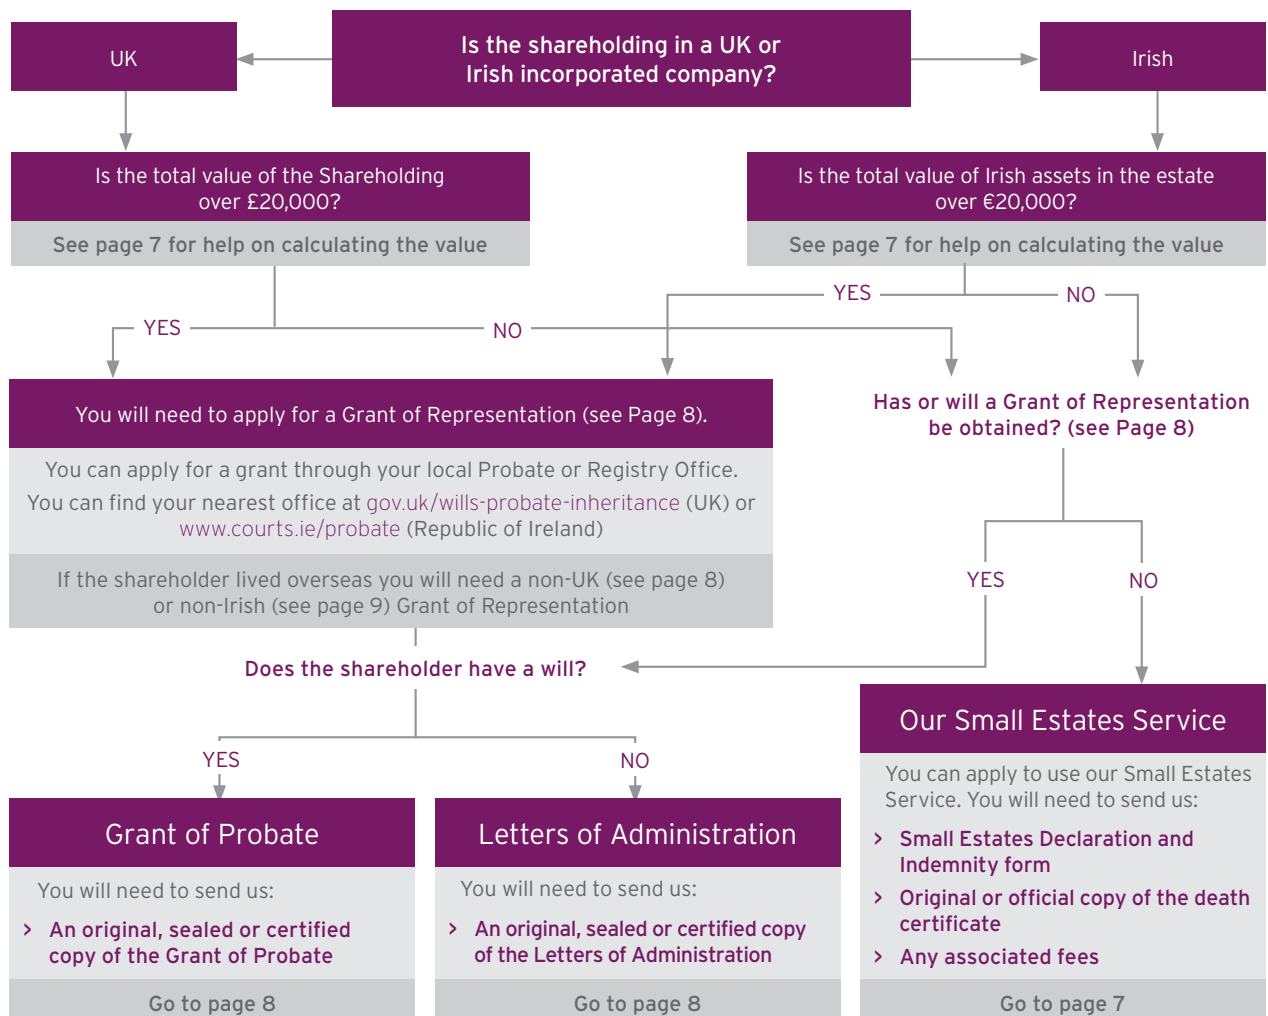 Is the shareholding in a UK or
Irish incorporated company?
UK
Irish
Is the total value of the Shareholding
over £20,000?
See page 7 for help on calculating the value
Is the total value of Irish assets in the estate
over €20,000?
See page 7 for help on calculating the value
YES
NO
YES
NO
You will need to apply for a Grant of Representation (see Page 8).
You can apply for a grant through your local Probate or Registry Office.
You can find your nearest office at gov.uk/wills-probate-inheritance (UK) or
www.courts.ie/probate (Republic of Ireland)
If the shareholder lived overseas you will need a non-UK (see page 8)
or non-Irish (see page 9) Grant of Representation
Has or will a Grant of Representation
be obtained? (see Page 8)
YES
NO
Does the shareholder have a will?
YES
NO
Grant of Probate
You will need to send us:
> An original, sealed or certified
copy of the Grant of Probate
Go to page 8
Letters of Administration
You will need to send us:
> An original, sealed or certified copy
of the Letters of Administration
Go to page 8
Our Small Estates Service
You can apply to use our Small Estates
Service. You will need to send us:
> Small Estates Declaration and
Indemnity form
> Original or official copy of the death
certificate
> Any associated fees
Go to page 7